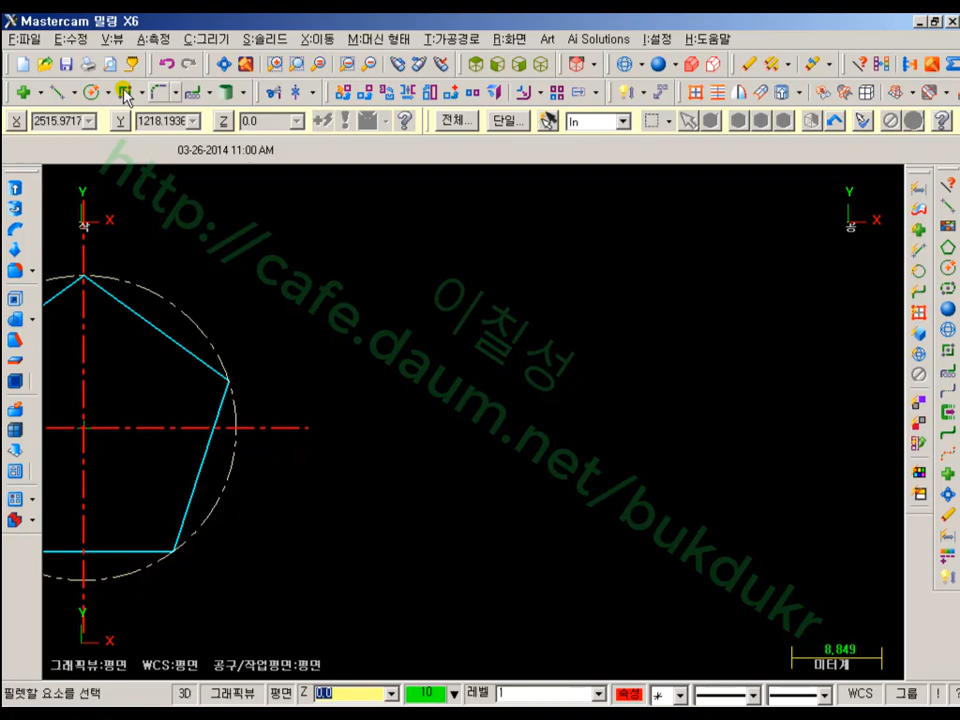 Mastercam 밀링 X6
F:파일 E:수정 V:뷰 A:측정 C:그리기 S:솔리드 X:이동 M:머신 형태 T:가공경로 R:화면 Art Ai Solutions I:설정 H:도움말
X 2515.9717 Y 1218.1936 Z 0.0 전체... 단일... In
03-26-2014 11:00 AM
Y Y
X X
작 공
http://cafe.daum.net/bukdukr
이칠성
Y
X
8,849
그래픽뷰:평면 WCS:평면 공구/작업평면:평면 미터계
필렛할 요소를 선택 3D 그래픽뷰 평면 Z 0.0 10 레벨 1 속성 WCS 그룹